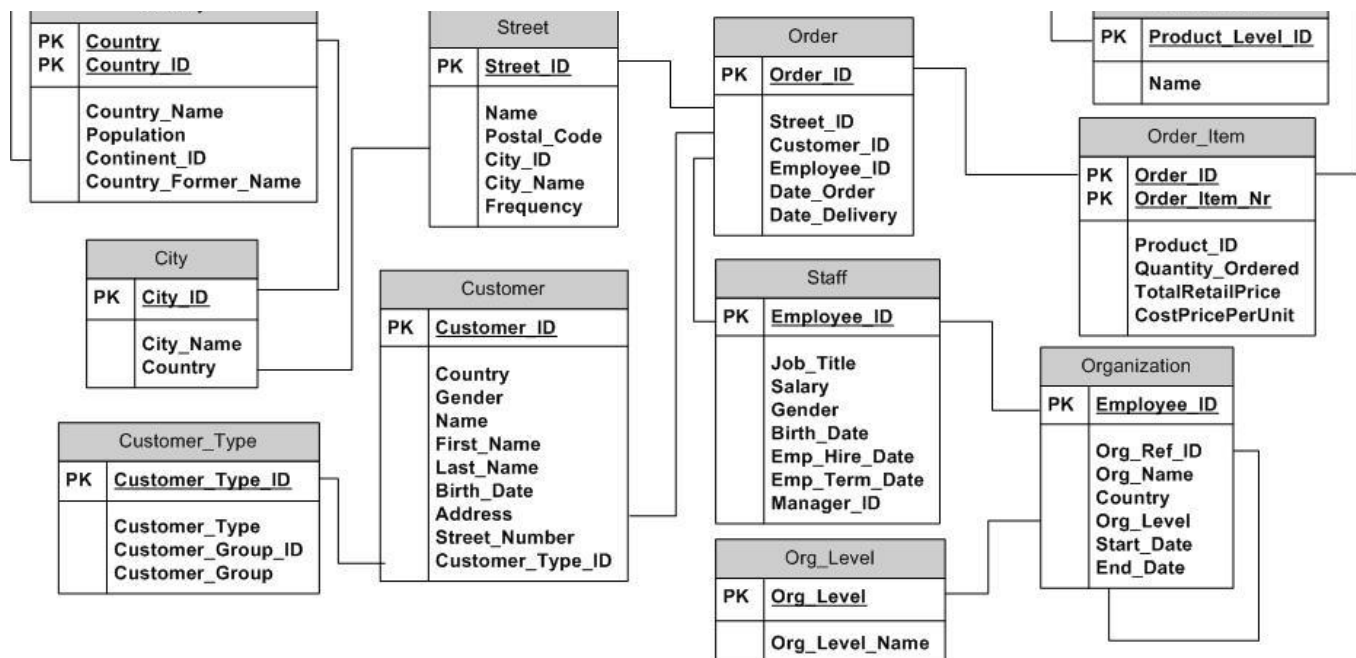 PK Country
PK Country_ID
Country_Name
Population
Continent_ID
Country_Former_Name
City
PK City_ID
City_Name
Country
Customer_Type
PK Customer_Type_ID
Customer_Type
Customer_Group_ID
Customer_Group
Street
PK Street_ID
Name
Postal_Code
City_ID
City_Name
Frequency
Customer
PK Customer_ID
Country
Gender
Name
First_Name
Last_Name
Birth_Date
Address
Street_Number
Customer_Type_ID
Order
PK Order_ID
Street_ID
Customer_ID
Employee_ID
Date_Order
Date_Delivery
Staff
PK Employee_ID
Job_Title
Salary
Gender
Birth_Date
Emp_Hire_Date
Emp_Term_Date
Manager_ID
Org_Level
PK Org_Level
Org_Level_Name
PK Product_Level_ID
Name
Order_Item
PK Order_ID
PK Order_Item_Nr
Product_ID
Quantity_Ordered
TotalRetailPrice
CostPricePerUnit
Organization
PK Employee_ID
Org_Ref_ID
Org_Name
Country
Org_Level
Start_Date
End_Date